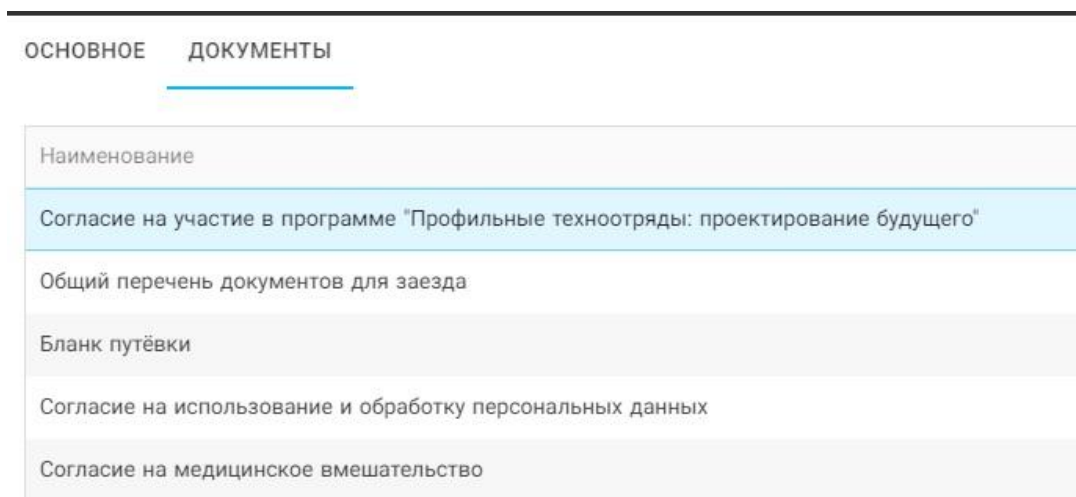 ОСНОВНОЕ ДОКУМЕНТЫ
Наименование
Согласие на участие в программе "Профильные техноотряды: проектирование будущего"
Общий перечень документов для заезда
Бланк путёвки
Согласие на использование и обработку персональных данных
Согласие на медицинское вмешательство